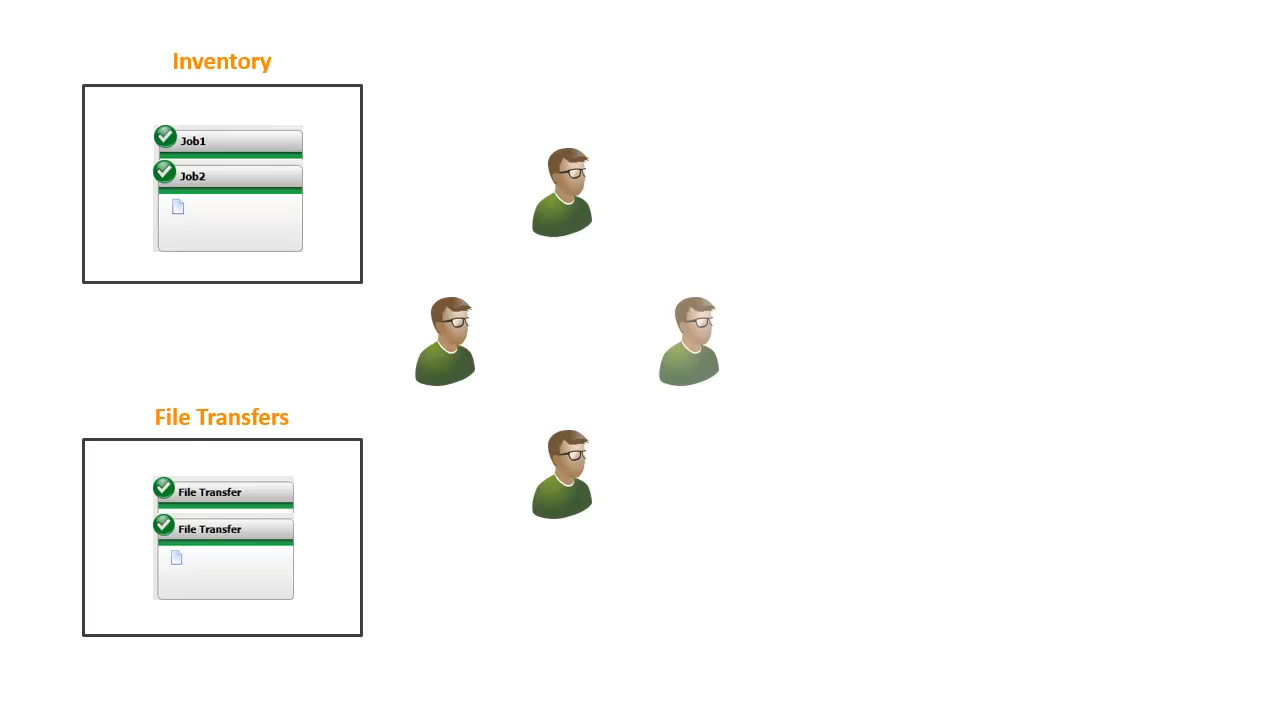 Inventory
Job1
Job2
File Transfers
File Transfer
File Transfer